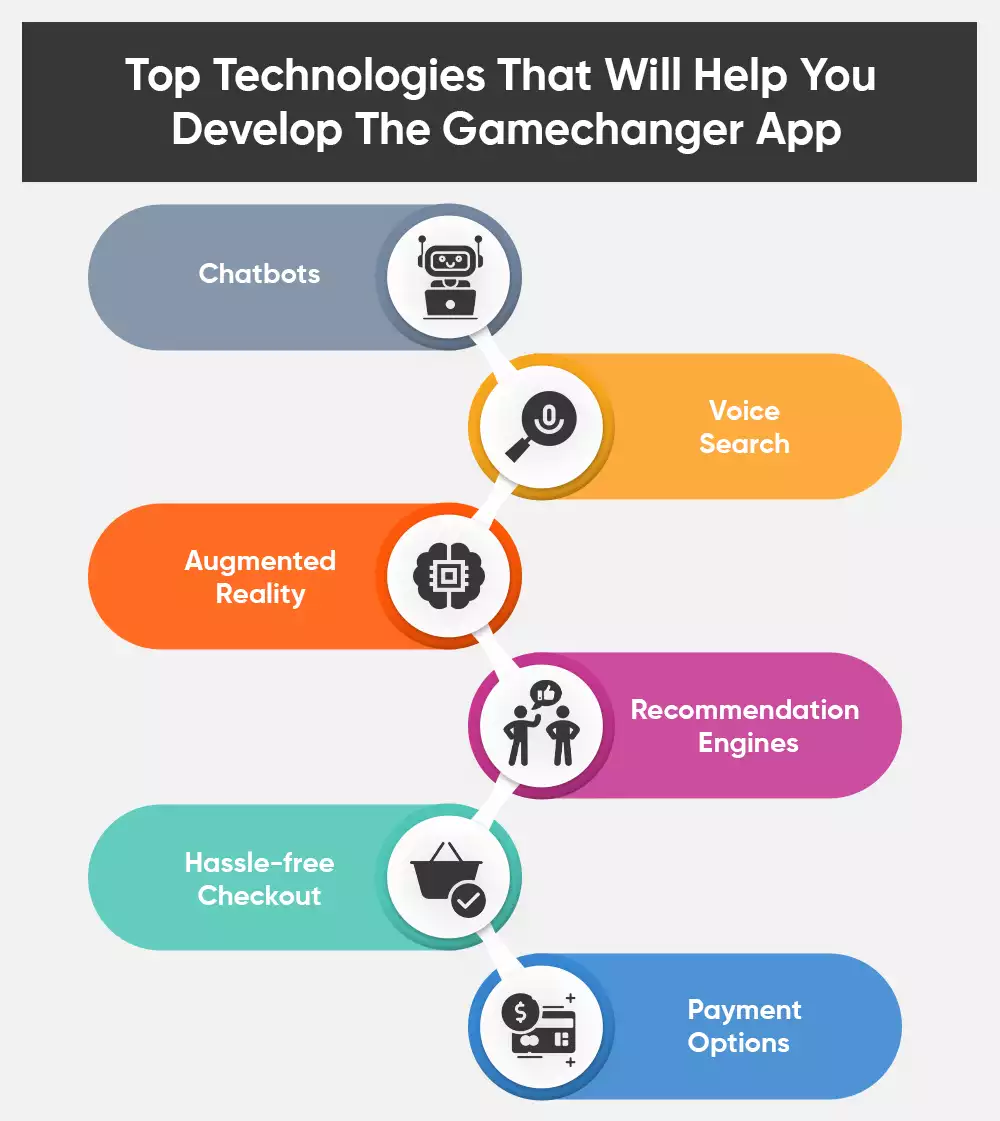 Top Technologies That Will Help You
Develop The Gamechanger App
Chatbots
Voice
Search
Augmented
Reality
Recommendation
Engines
Hassle-free
Checkout
$
Payment
Options